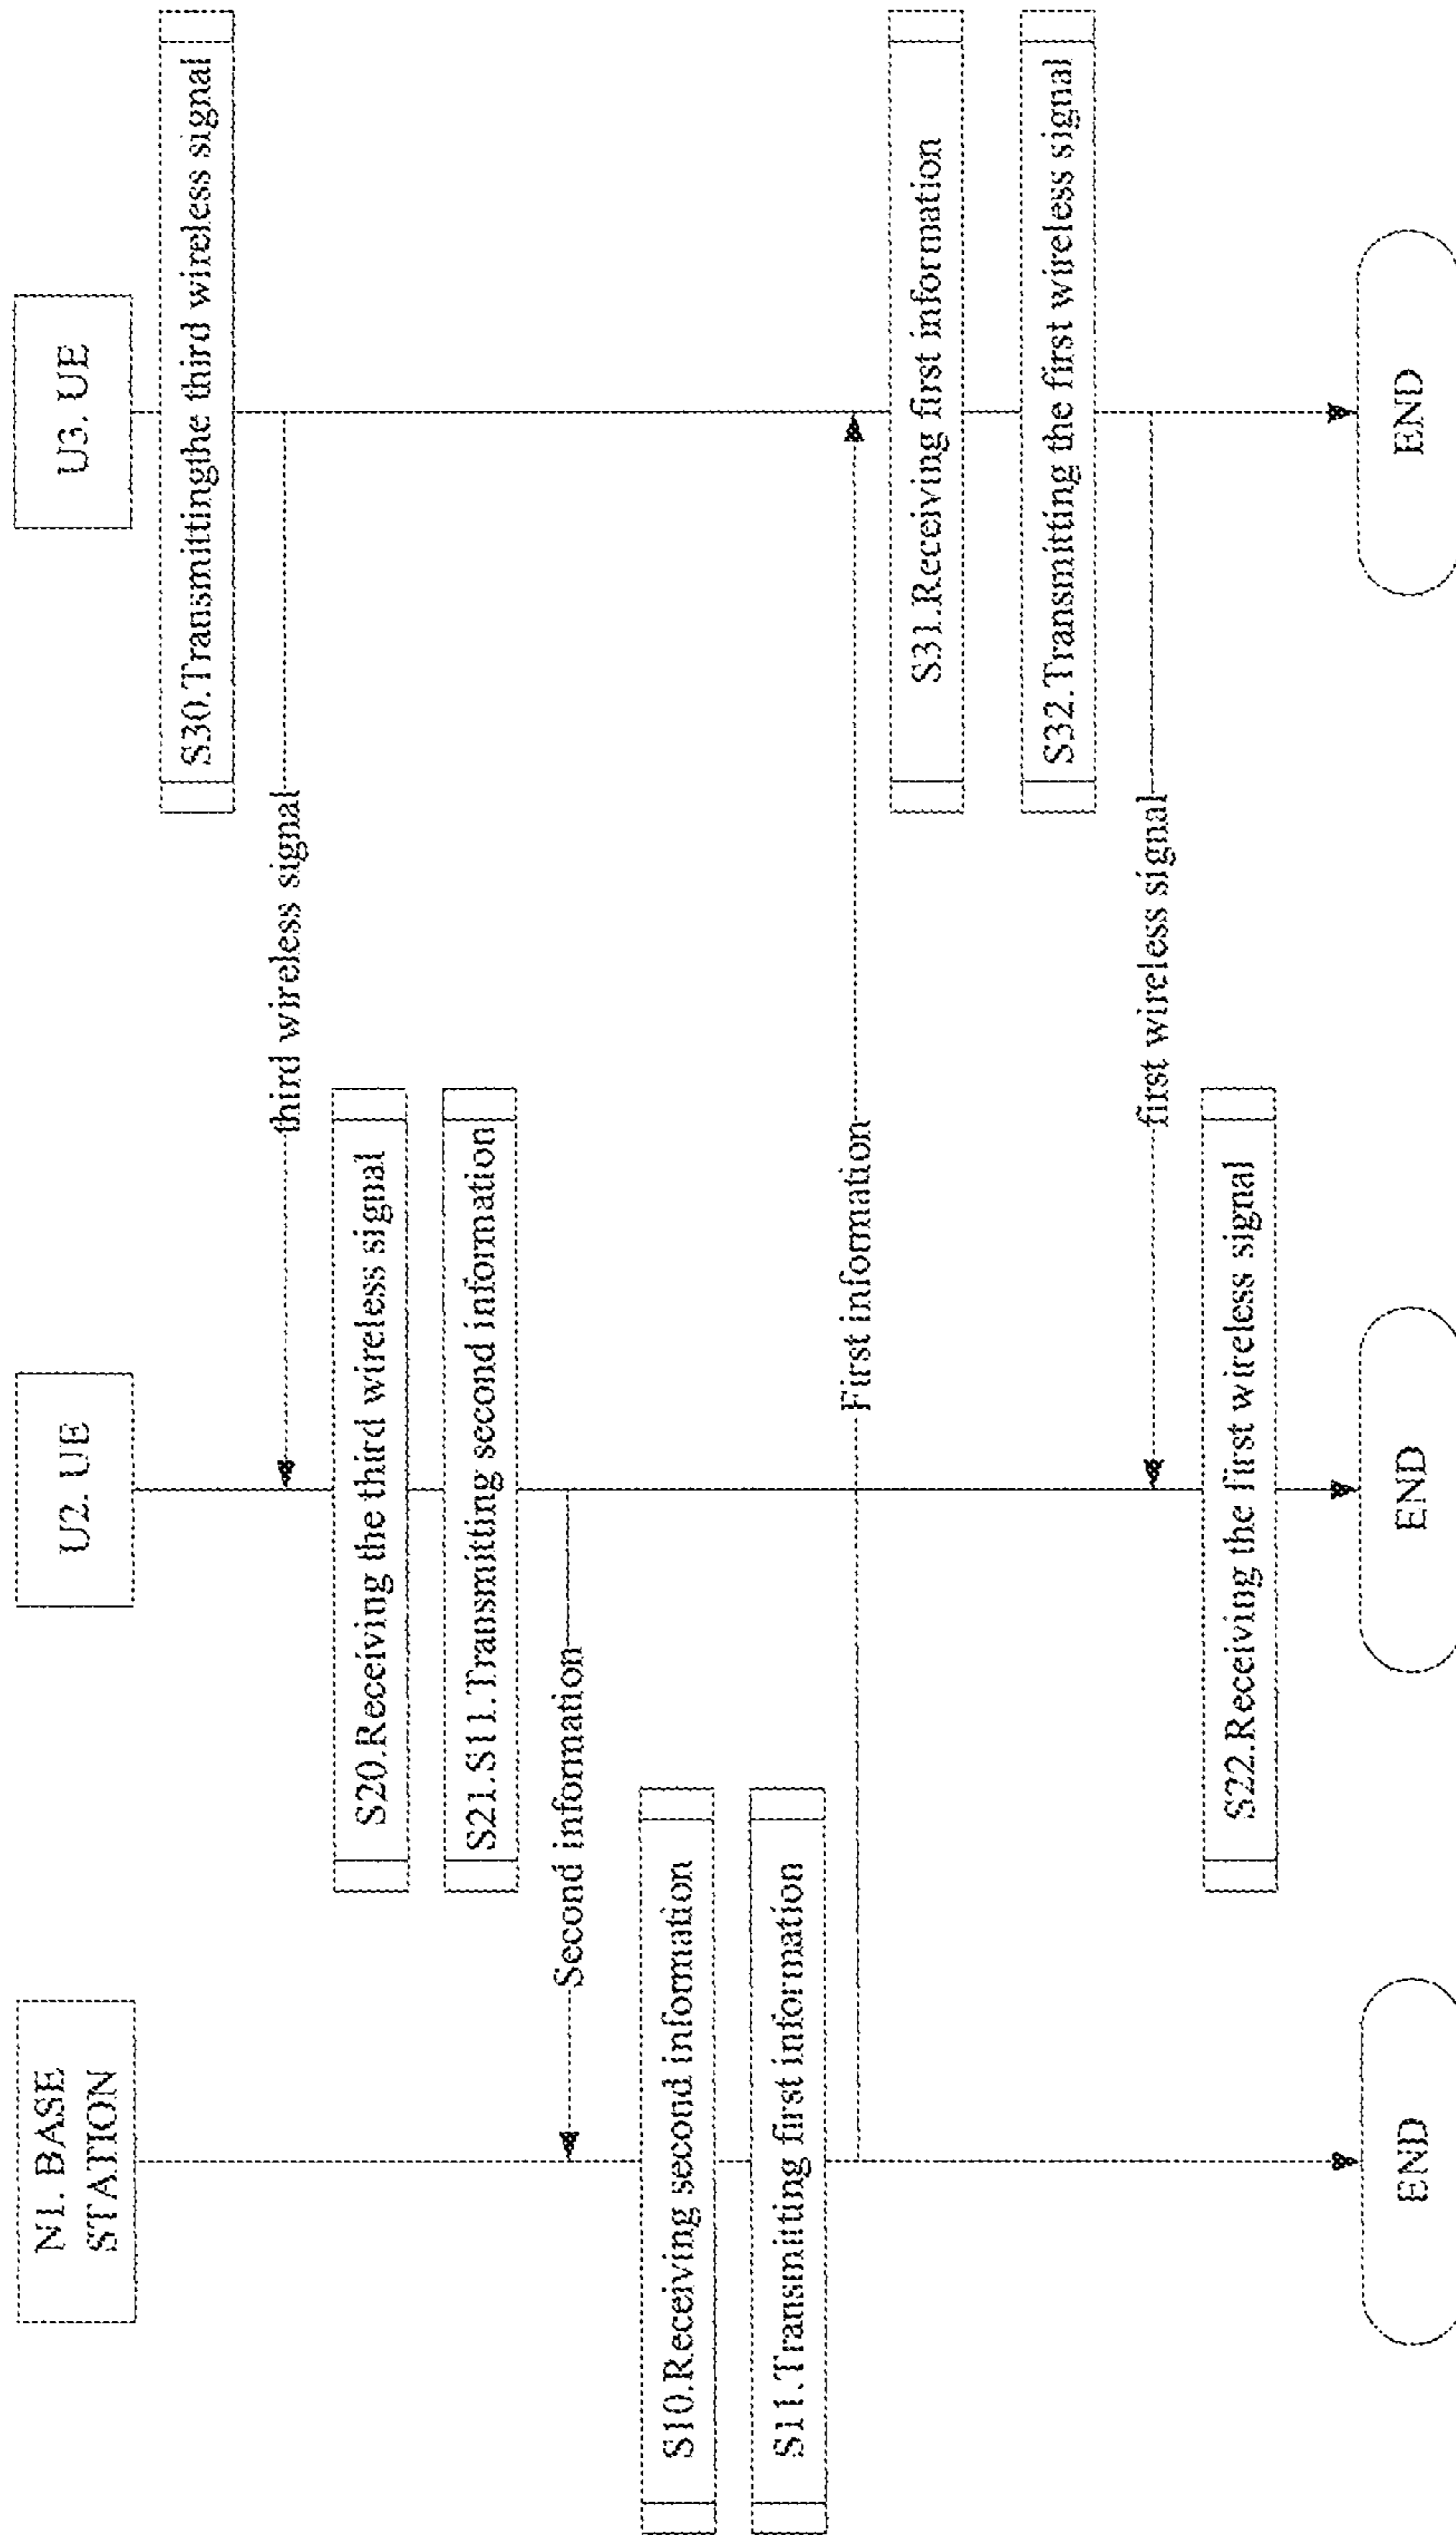 N1. BASE
STATION
U2. UE
U3. UE
S30.Transmittingthe third wireless signal
third wireless signal
S20.Receiving the third wireless signal
S21.S11.Transmitting second information
Second information
S10.Receiving second information
S11.Transmitting first information
First information
S31.Receiving first information
S32.Transmitting the first wireless signal
first wireless signal
S22.Receiving the first wireless signal
END
END
END